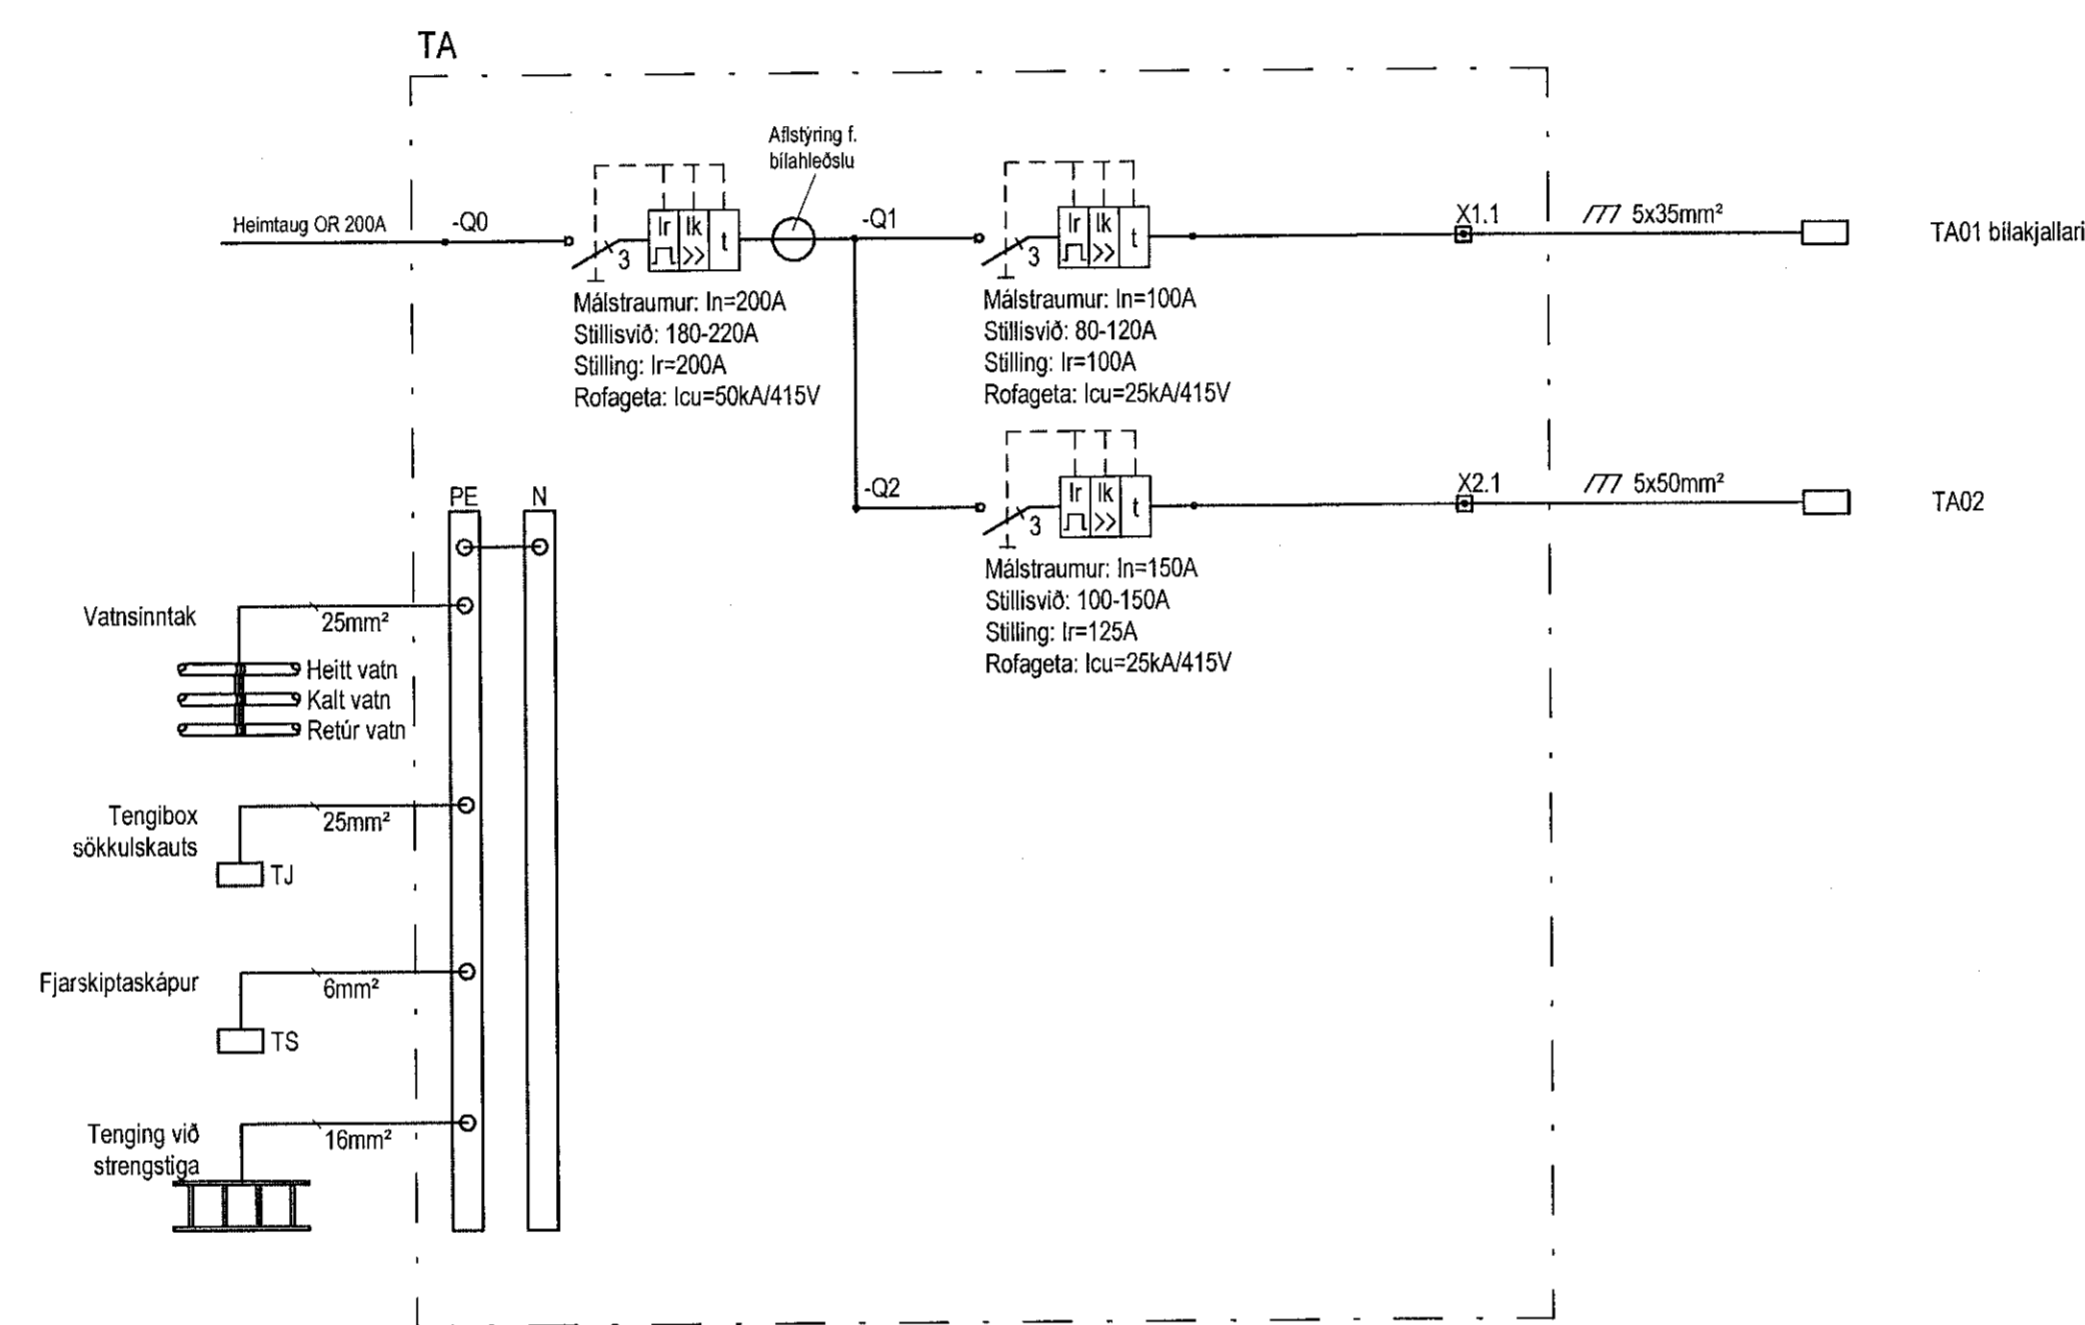 TA
Aflstýring f.
bílahleðslu
Heimtaug OR 200A
-Q0
3
Ir
Ik
>>
t
-Q1
3
Ir
Ik
>>
t
X1.1
5x35mm²
TA01 bílakjallari
Málstraumur: In=200A
Stillisvið: 180-220A
Stilling: Ir=200A
Rofageta: Icu=50kA/415V
Málstraumur: In=100A
Stillisvið: 80-120A
Stilling: Ir=100A
Rofageta: Icu=25kA/415V
-Q2
3
Ir
Ik
>>
t
X2.1
5x50mm²
TA02
Málstraumur: In=150A
Stillisvið: 100-150A
Stilling: Ir=125A
Rofageta: Icu=25kA/415V
PE
N
Vatnsinntak
25mm²
Heitt vatn
Kalt vatn
Retúr vatn
Tengibox
sökkulskauts
25mm²
TJ
Fjarskiptaskápur
6mm²
TS
Tenging við
strengstiga
16mm²